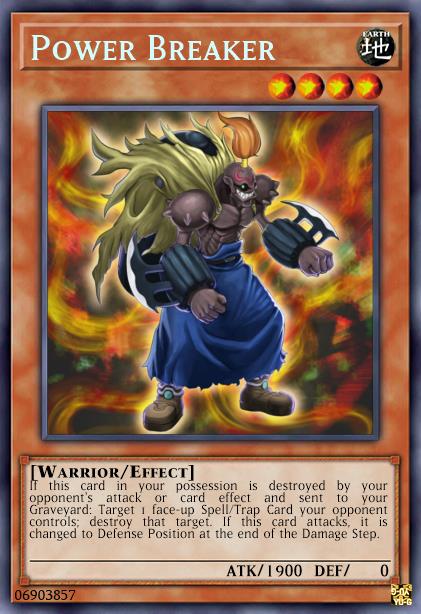 POWER BREAKER
EARTH
地
[WARRIOR/EFFECT]
If this card in your possession is destroyed by your
opponent's attack or card effect and sent to your
Graveyard: Target 1 face-up Spell/Trap Card your opponent
controls; destroy that target. If this card attacks, it is
changed to Defense Position at the end of the Damage Step.
ATK/1900 DEF/ 0
06903857